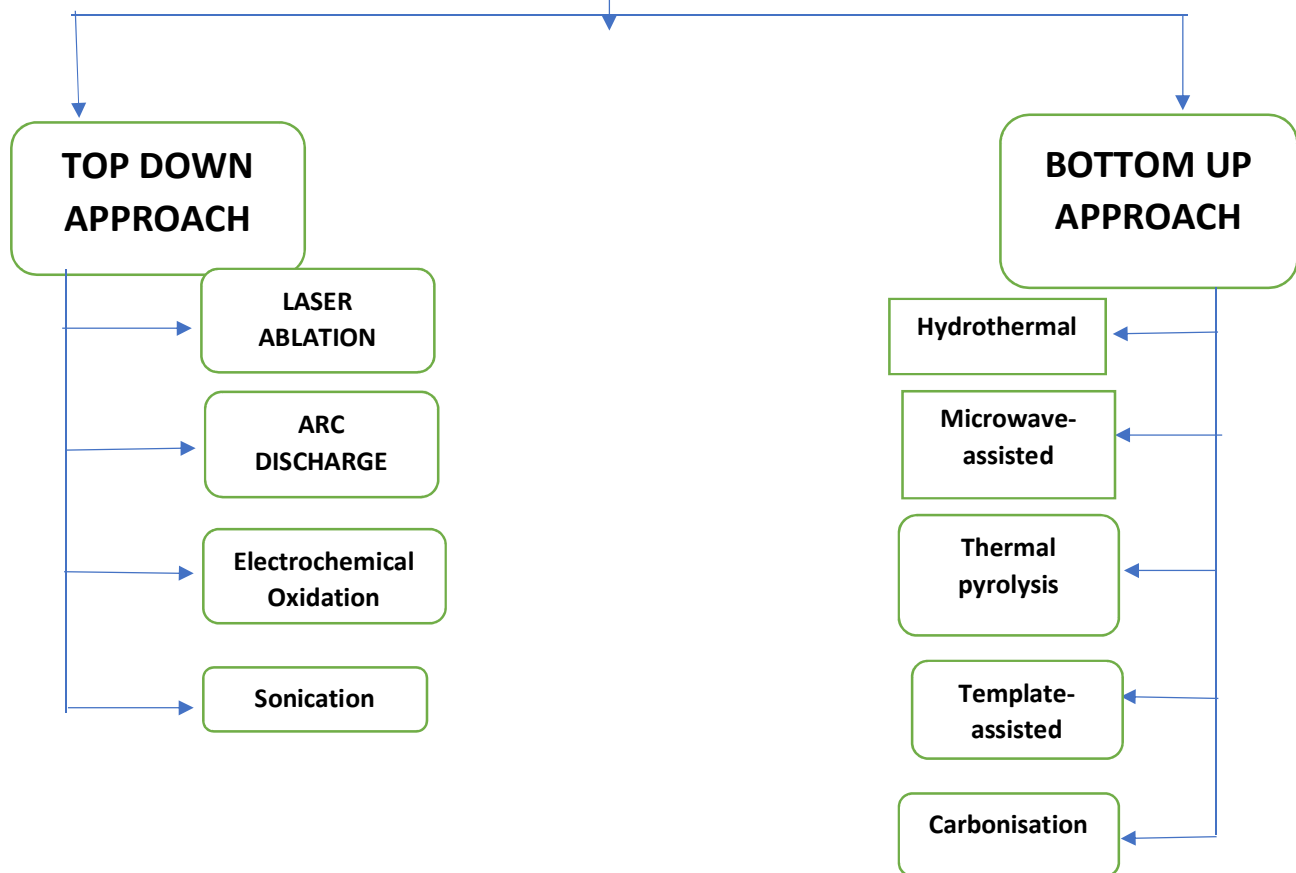 TOP DOWN
APPROACH
LASER
ABLATION
ARC
DISCHARGE
Electrochemical
Oxidation
Sonication
BOTTOM UP
APPROACH
Hydrothermal
Microwave-
assisted
Thermal
pyrolysis
Template-
assisted
Carbonisation